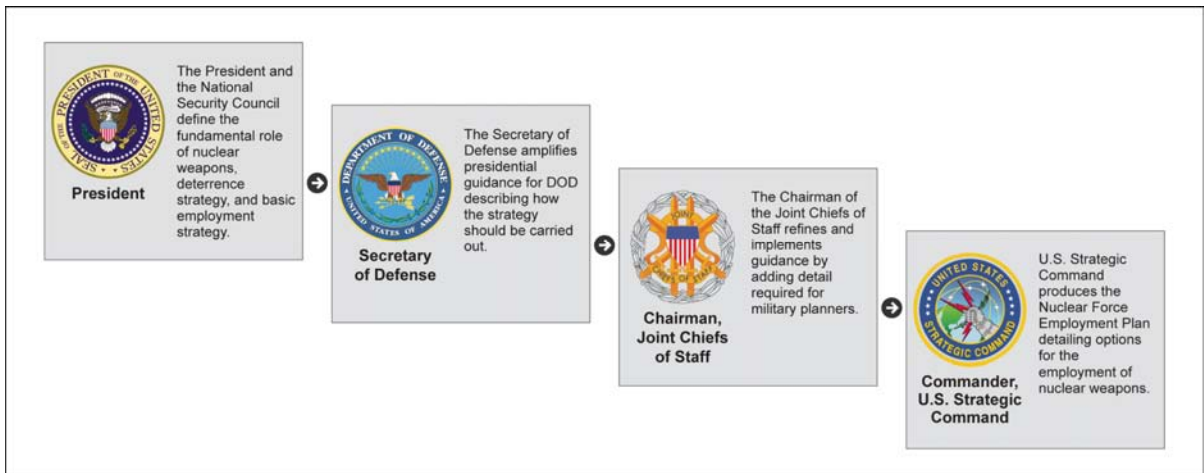 SEAL OF THE PRESIDENT OF THE UNITED STATES
President
The President and
the National
Security Council
define the
fundamental role
of nuclear
weapons,
deterrence
strategy, and basic
employment
strategy.
DEPARTMENT OF DEFENSE
UNITED STATES OF AMERICA
Secretary
of Defense
The Secretary of
Defense amplifies
presidential
guidance for DOD
describing how
the strategy
should be carried
out.
JOINT
CHIEFS OF STAFF
Chairman,
Joint Chiefs
of Staff
The Chairman of
the Joint Chiefs of
Staff refines and
implements
guidance by
adding detail
required for
military planners.
UNITED STATES
STRATEGIC COMMAND
Commander,
U.S. Strategic
Command
U.S. Strategic
Command
produces the
Nuclear Force
Employment Plan
detailing options
for the
employment of
nuclear weapons.